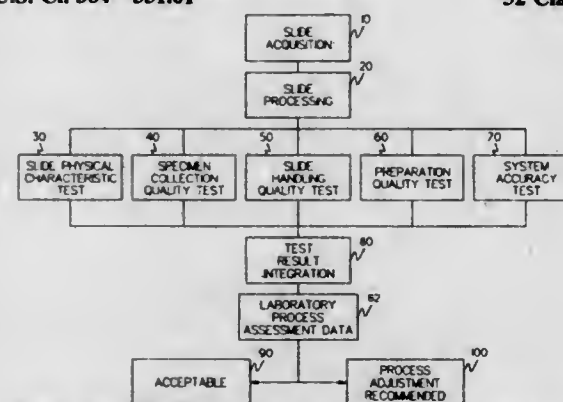 10
SLIDE
ACQUISITION
20
SLIDE
PROCESSING
30
SLIDE PHYSICAL
CHARACTERISTIC
TEST
40
SPECIMEN
COLLECTION
QUALITY TEST
50
SLIDE
HANDLING
QUALITY TEST
60
PREPARATION
QUALITY TEST
70
SYSTEM
ACCURACY
TEST
80
TEST
RESULT
INTEGRATION
82
LABORATORY
PROCESS
ASSESSMENT DATA
90
ACCEPTABLE
100
PROCESS
ADJUSTMENT
RECOMMENDED